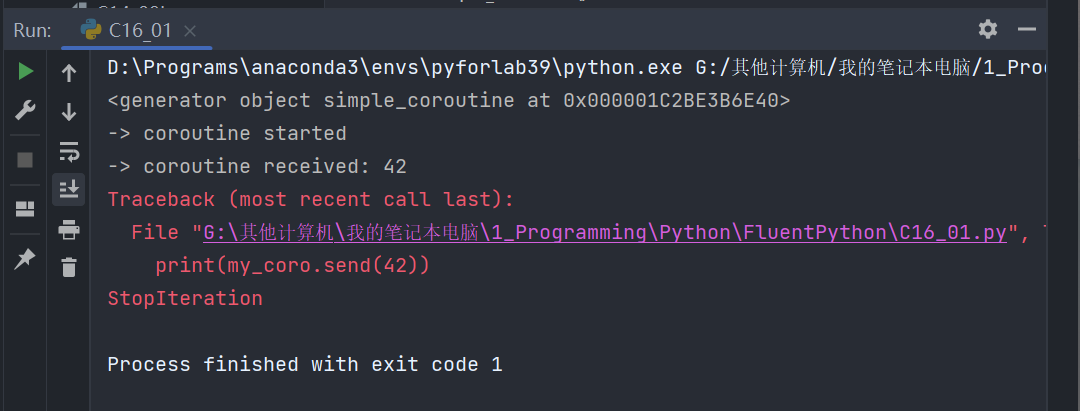 Run: C16_01
D:\Programs\anaconda3\envs\pyforlab39\python.exe G:/其他计算机/我的笔记本电脑/1_Pro
<generator object simple_coroutine at 0x000001C2BE3B6E40>
-> coroutine started
-> coroutine received: 42
Traceback (most recent call last):
  File "G:\其他计算机\我的笔记本电脑\1_Programming\Python\FluentPython\C16_01.py",
    print(my_coro.send(42))
StopIteration
Process finished with exit code 1